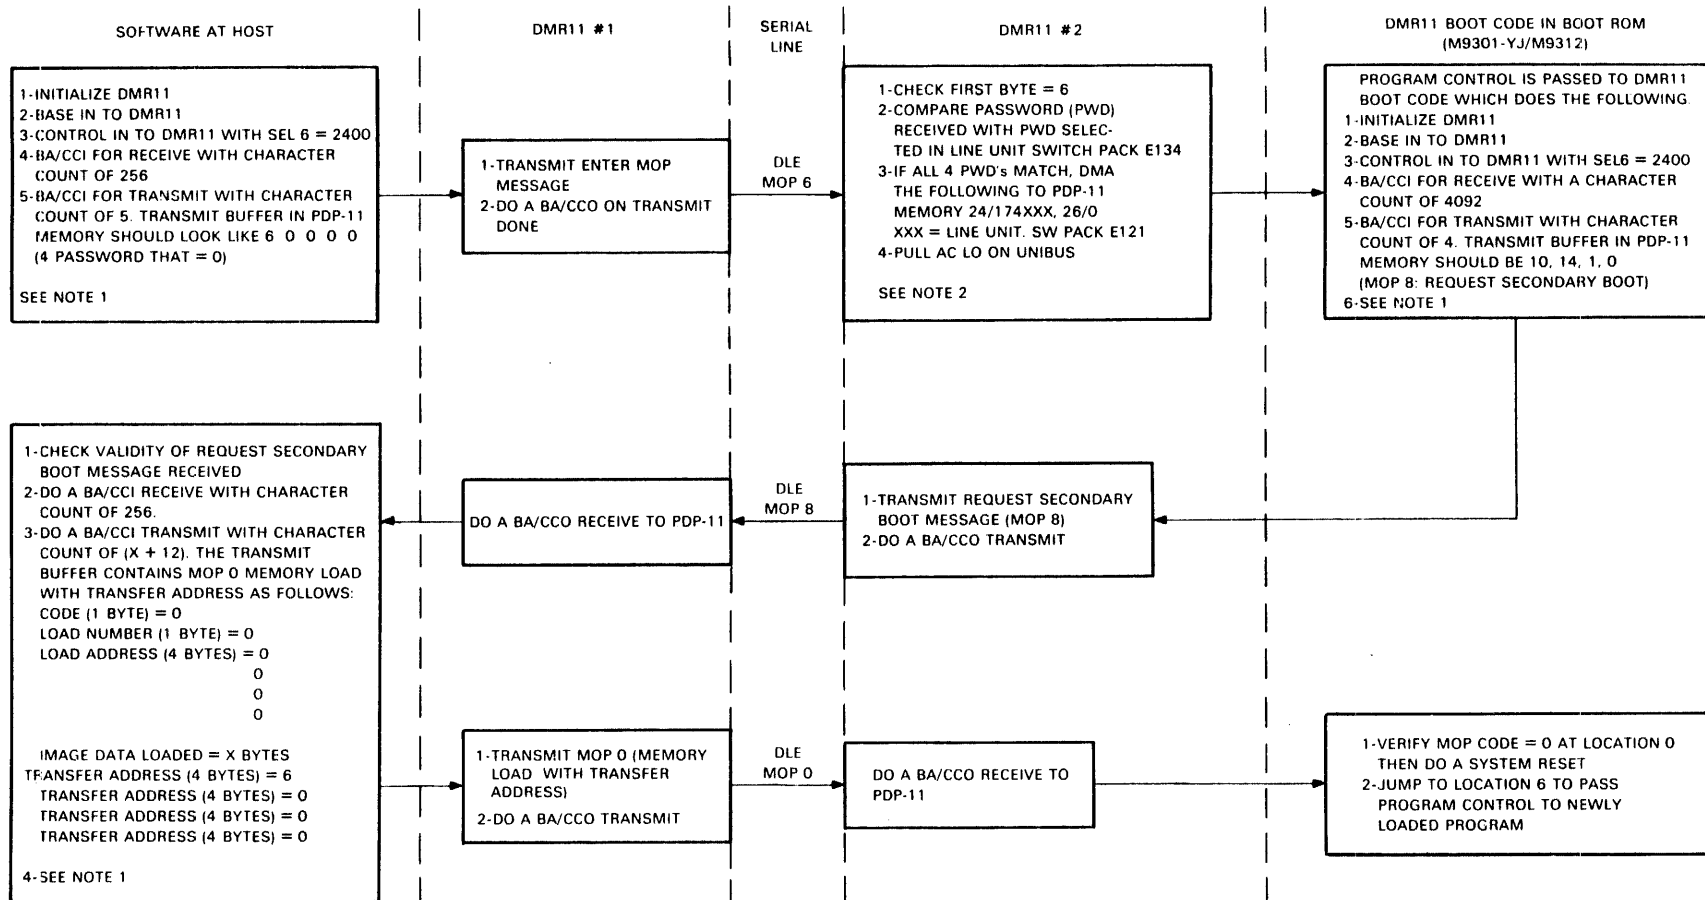 SOFTWARE AT HOST
DMR11 #1
SERIAL
LINE
DMR11 #2
DMR11 BOOT CODE IN BOOT ROM
(M9301-YJ/M9312)
1-INITIALIZE DMR11
2-BASE IN TO DMR11
3-CONTROL IN TO DMR11 WITH SEL 6 = 2400
4-BA/CCI FOR RECEIVE WITH CHARACTER
COUNT OF 256
5-BA/CCI FOR TRANSMIT WITH CHARACTER
COUNT OF 5. TRANSMIT BUFFER IN PDP-11
MEMORY SHOULD LOOK LIKE 6 0 0 0 0
(4 PASSWORD THAT = 0)
SEE NOTE 1
1-TRANSMIT ENTER MOP
MESSAGE
2-DO A BA/CCO ON TRANSMIT
DONE
DLE
MOP 6
1-CHECK FIRST BYTE = 6
2-COMPARE PASSWORD (PWD)
RECEIVED WITH PWD SELEC-
TED IN LINE UNIT SWITCH PACK E134
3-IF ALL 4 PWD's MATCH, DMA
THE FOLLOWING TO PDP-11
MEMORY 24/174XXX, 26/0
XXX = LINE UNIT. SW PACK E121
4-PULL AC LO ON UNIBUS
SEE NOTE 2
PROGRAM CONTROL IS PASSED TO DMR11
BOOT CODE WHICH DOES THE FOLLOWING.
1-INITIALIZE DMR11
2-BASE IN TO DMR11
3-CONTROL IN TO DMR11 WITH SEL6 = 2400
4-BA/CCI FOR RECEIVE WITH A CHARACTER
COUNT OF 4092
5-BA/CCI FOR TRANSMIT WITH CHARACTER
COUNT OF 4. TRANSMIT BUFFER IN PDP-11
MEMORY SHOULD BE 10, 14, 1, 0
(MOP 8: REQUEST SECONDARY BOOT)
6-SEE NOTE 1
1-CHECK VALIDITY OF REQUEST SECONDARY
BOOT MESSAGE RECEIVED
2-DO A BA/CCI RECEIVE WITH CHARACTER
COUNT OF 256.
3-DO A BA/CCI TRANSMIT WITH CHARACTER
COUNT OF (X + 12). THE TRANSMIT
BUFFER CONTAINS MOP 0 MEMORY LOAD
WITH TRANSFER ADDRESS AS FOLLOWS:
CODE (1 BYTE) = 0
LOAD NUMBER (1 BYTE) = 0
LOAD ADDRESS (4 BYTES) = 0
0
0
0
IMAGE DATA LOADED = X BYTES
TRANSFER ADDRESS (4 BYTES) = 6
TRANSFER ADDRESS (4 BYTES) = 0
TRANSFER ADDRESS (4 BYTES) = 0
TRANSFER ADDRESS (4 BYTES) = 0
4-SEE NOTE 1
DO A BA/CCO RECEIVE TO PDP-11
DLE
MOP 8
1-TRANSMIT REQUEST SECONDARY
BOOT MESSAGE (MOP 8)
2-DO A BA/CCO TRANSMIT
1-TRANSMIT MOP 0 (MEMORY
LOAD WITH TRANSFER
ADDRESS)
2-DO A BA/CCO TRANSMIT
DLE
MOP 0
DO A BA/CCO RECEIVE TO
PDP-11
1-VERIFY MOP CODE = 0 AT LOCATION 0
THEN DO A SYSTEM RESET
2-JUMP TO LOCATION 6 TO PASS
PROGRAM CONTROL TO NEWLY
LOADED PROGRAM